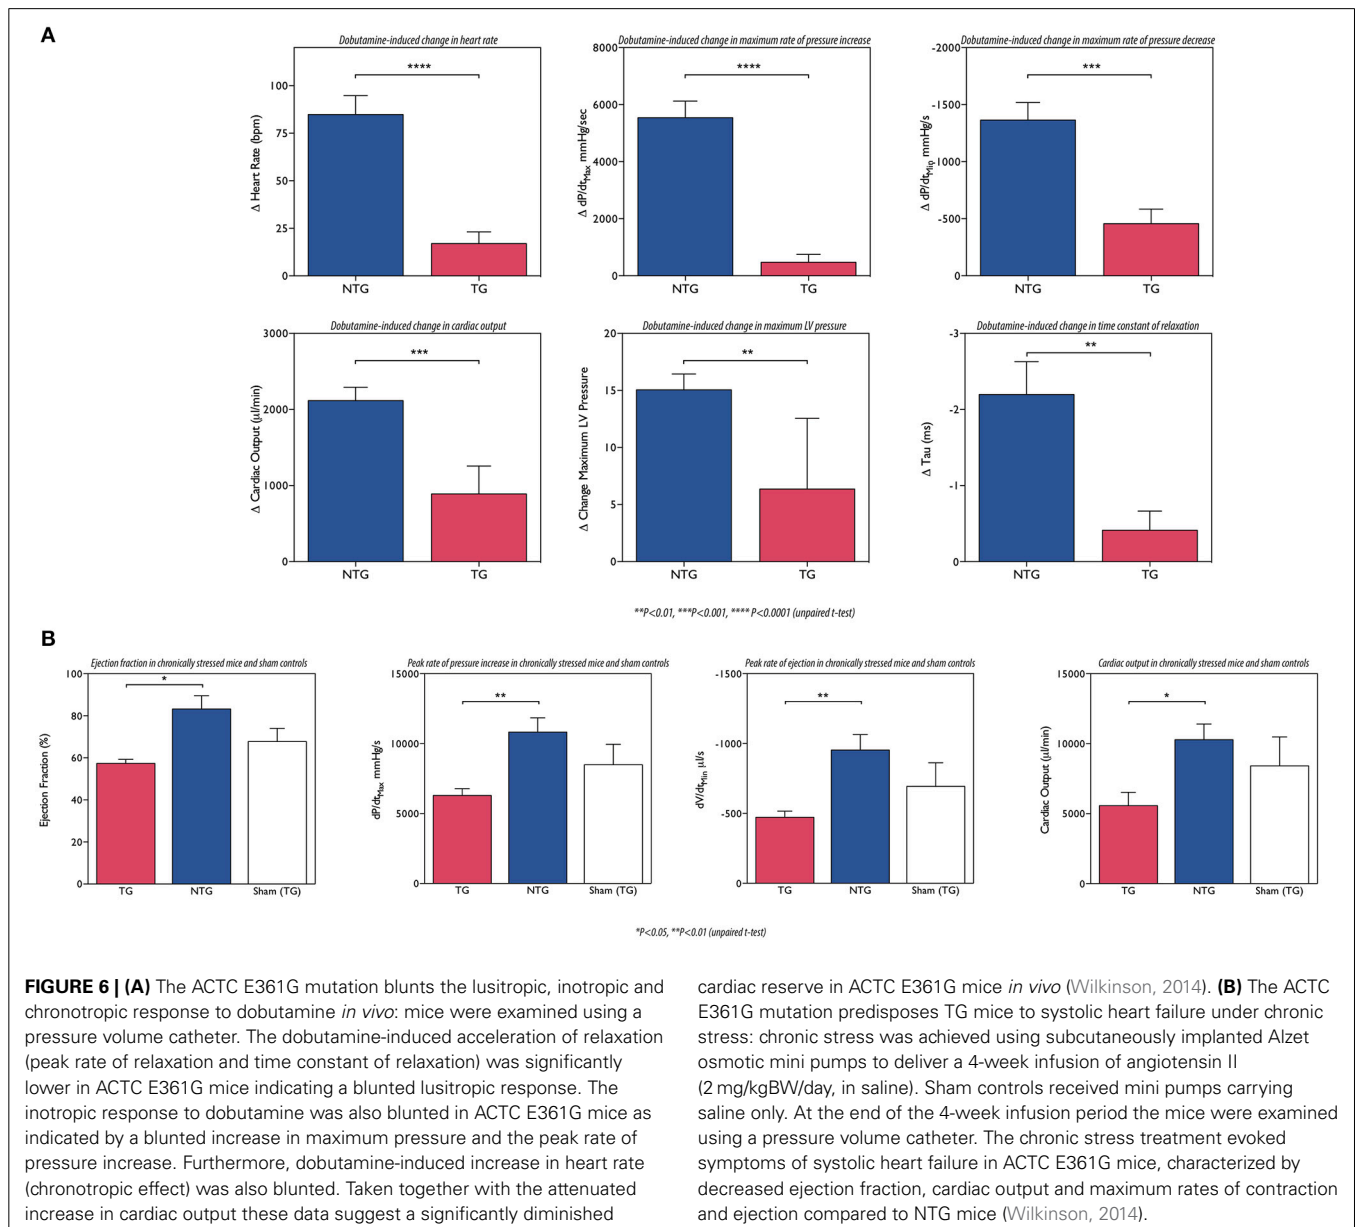 A
Dobutamine-induced change in heart rate
Δ Heart Rate (bpm)
100
75
50
25
0
****
NTG
TG
Dobutamine-induced change in maximum rate of pressure increase
Δ dP/dtMax mmHg/sec
8000
6000
4000
2000
0
****
NTG
TG
Dobutamine-induced change in maximum rate of pressure decrease
Δ dP/dtMin mmHg/s
-2000
-1500
-1000
-500
0
***
NTG
TG
Dobutamine-induced change in cardiac output
Δ Cardiac Output (µl/min)
3000
2000
1000
0
***
NTG
TG
Dobutamine-induced change in maximum LV pressure
Δ Change Maximum LV Pressure
20
15
10
5
0
**
NTG
TG
Dobutamine-induced change in time constant of relaxation
Δ Tau (ms)
-3
-2
-1
0
**
NTG
TG
**P<0.01, ***P<0.001, **** P<0.0001 (unpaired t-test)
B
Ejection fraction in chronically stressed mice and sham controls
Ejection Fraction (%)
100
80
60
40
20
0
*
TG
NTG
Sham (TG)
Peak rate of pressure increase in chronically stressed mice and sham controls
dP/dtMax mmHg/s
15000
10000
5000
0
**
TG
NTG
Sham (TG)
Peak rate of ejection in chronically stressed mice and sham controls
dV/dtMin µl/s
-1500
-1000
-500
0
**
TG
NTG
Sham (TG)
Cardiac output in chronically stressed mice and sham controls
Cardiac Output (µl/min)
15000
10000
5000
0
*
TG
NTG
Sham (TG)
*P<0.05, **P<0.01 (unpaired t-test)
FIGURE 6 | (A) The ACTC E361G mutation blunts the lusitropic, inotropic and
chronotropic response to dobutamine in vivo: mice were examined using a
pressure volume catheter. The dobutamine-induced acceleration of relaxation
(peak rate of relaxation and time constant of relaxation) was significantly
lower in ACTC E361G mice indicating a blunted lusitropic response. The
inotropic response to dobutamine was also blunted in ACTC E361G mice as
indicated by a blunted increase in maximum pressure and the peak rate of
pressure increase. Furthermore, dobutamine-induced increase in heart rate
(chronotropic effect) was also blunted. Taken together with the attenuated
increase in cardiac output these data suggest a significantly diminished
cardiac reserve in ACTC E361G mice in vivo (Wilkinson, 2014). (B) The ACTC
E361G mutation predisposes TG mice to systolic heart failure under chronic
stress: chronic stress was achieved using subcutaneously implanted Alzet
osmotic mini pumps to deliver a 4-week infusion of angiotensin II
(2 mg/kgBW/day, in saline). Sham controls received mini pumps carrying
saline only. At the end of the 4-week infusion period the mice were examined
using a pressure volume catheter. The chronic stress treatment evoked
symptoms of systolic heart failure in ACTC E361G mice, characterized by
decreased ejection fraction, cardiac output and maximum rates of contraction
and ejection compared to NTG mice (Wilkinson, 2014).